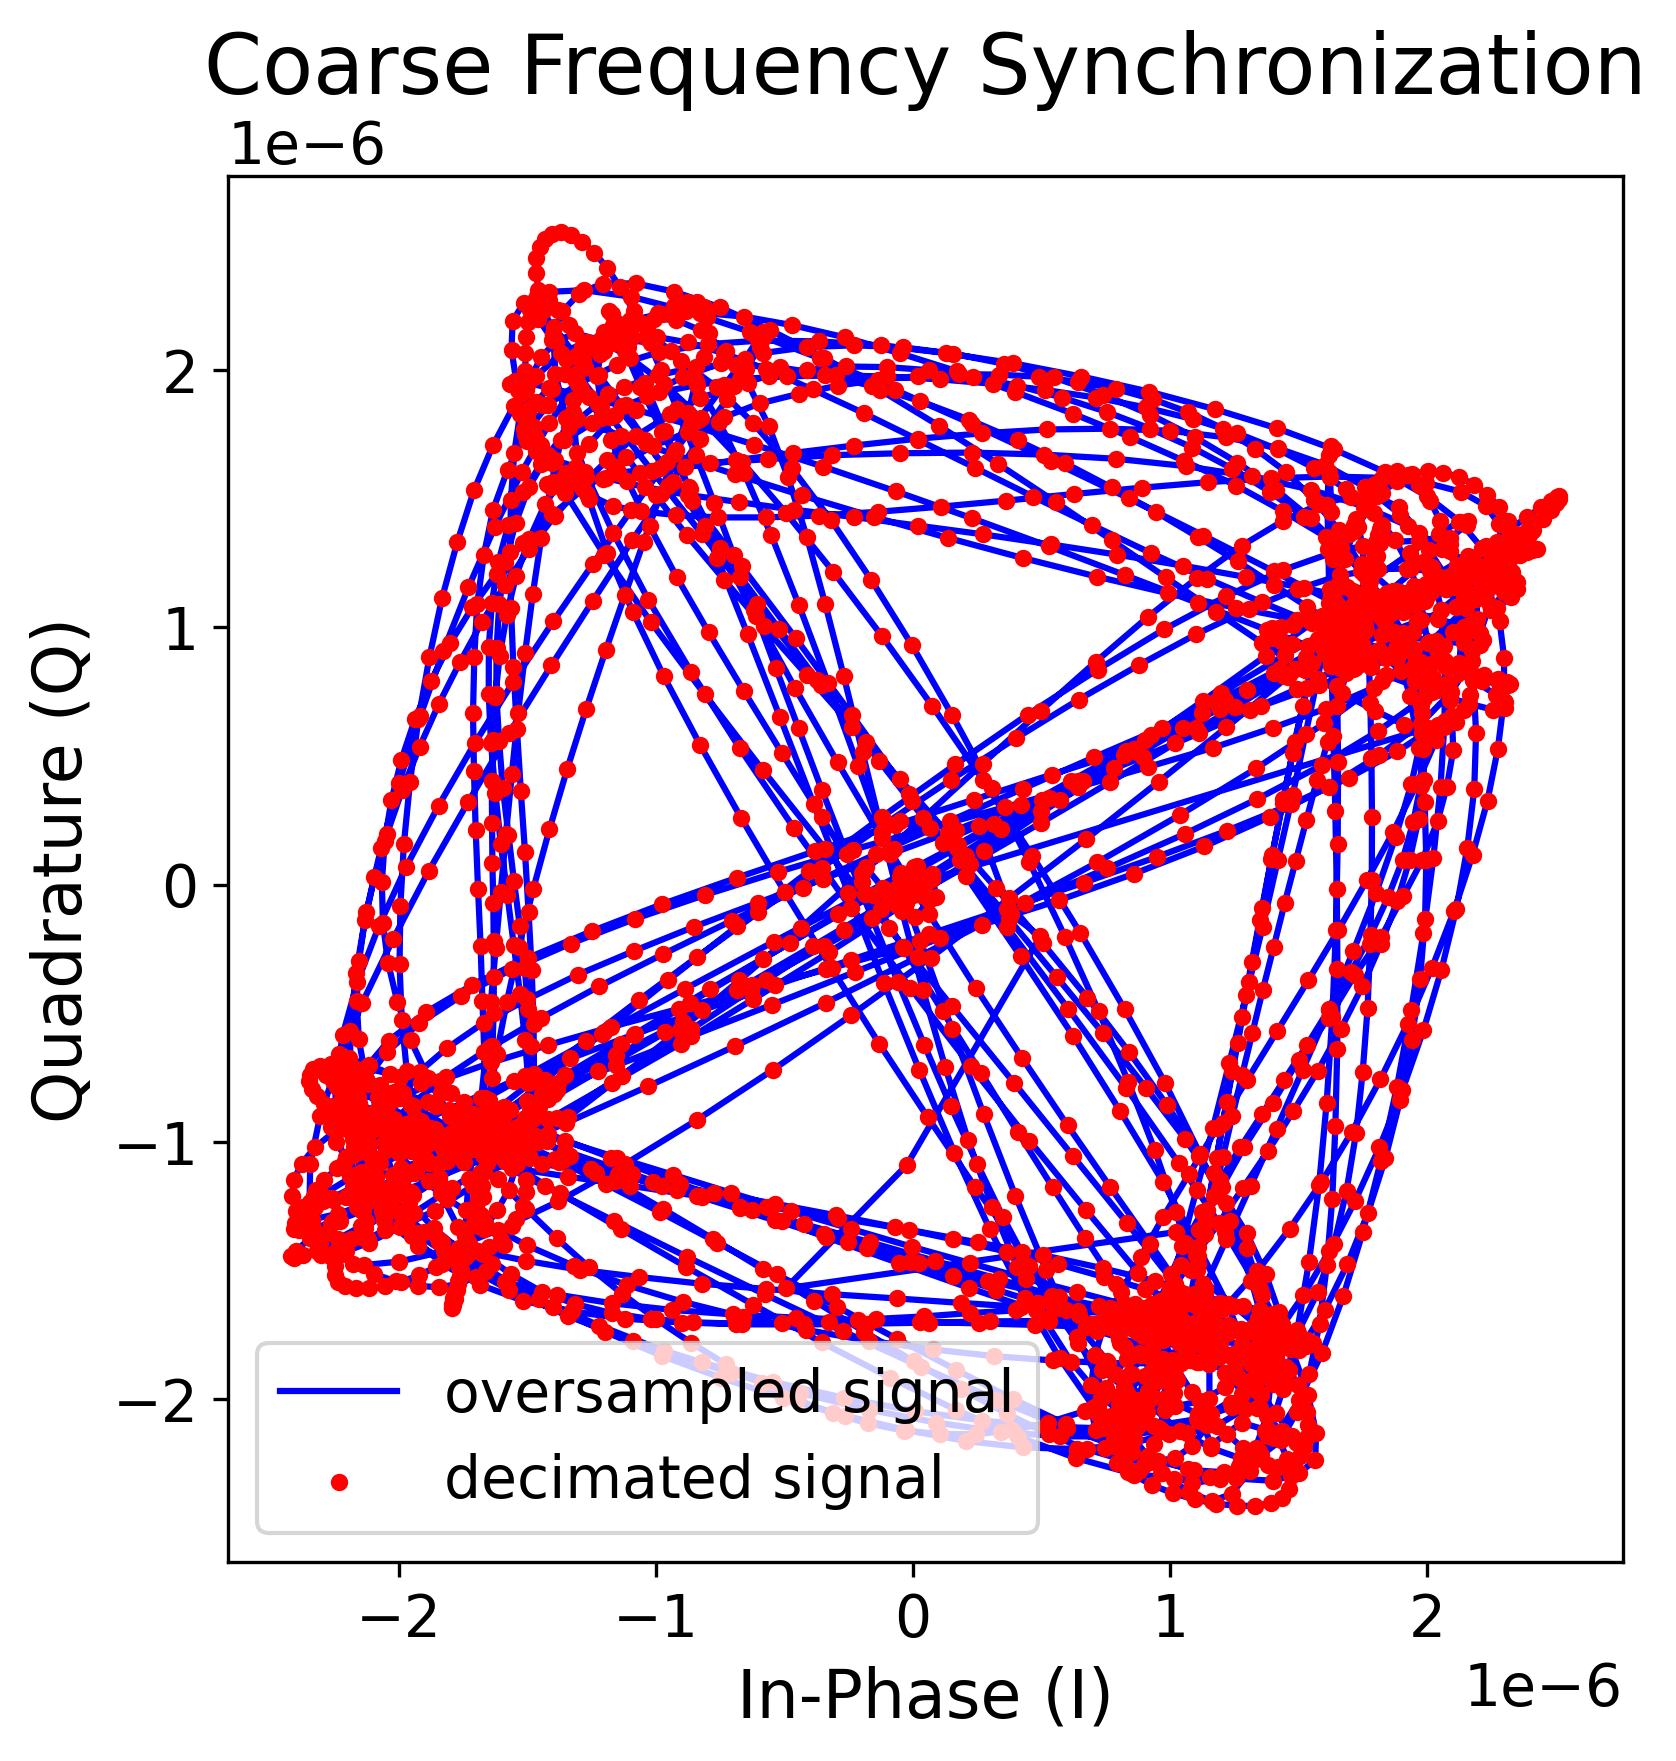 Coarse Frequency Synchronization
1e−6
2
1
0
−1
−2
Quadrature (Q)
oversampled signal
decimated signal
−2
−1
0
1
2
In-Phase (I)
1e−6